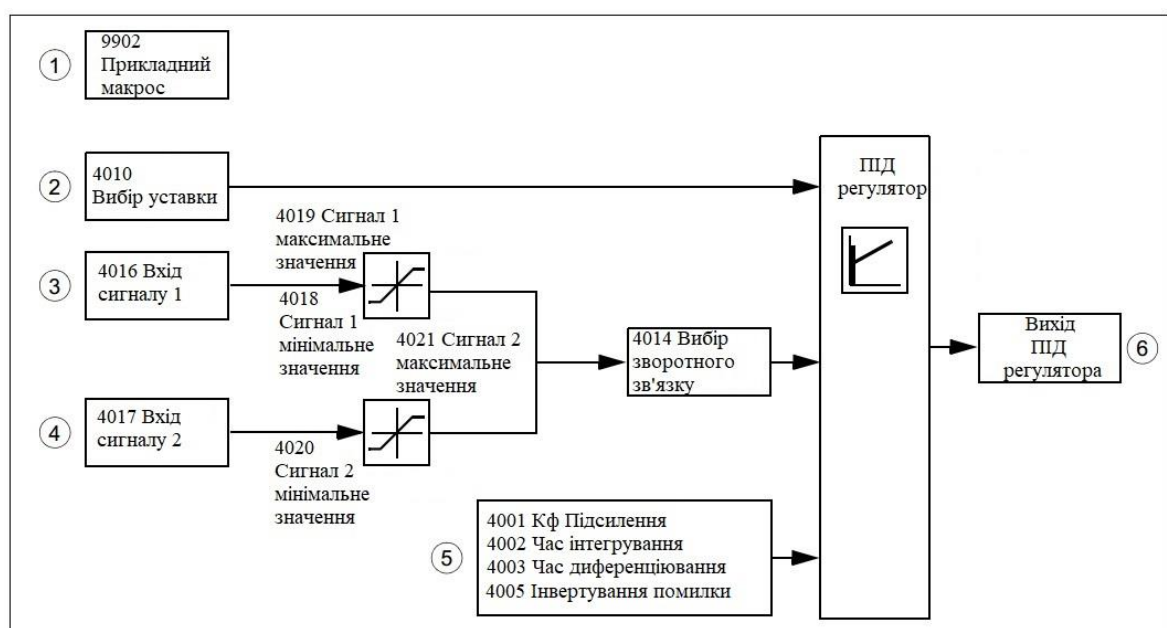 1
9902
Прикладний
макрос
2
4010
Вибір уставки
3
4016 Вхід
сигналу 1
4019 Сигнал 1
максимальне
значення
4018
Сигнал 1
мінімальне
значення
4
4017 Вхід
сигналу 2
4021 Сигнал 2
максимальне
значення
4020
Сигнал 2
мінімальне
значення
4014 Вибір
зворотного
зв'язку
5
4001 Кф Підсилення
4002 Час інтегрування
4003 Час диференціювання
4005 Інвертування помилки
ПІД
регулятор
Вихід
ПІД
регулятора
6